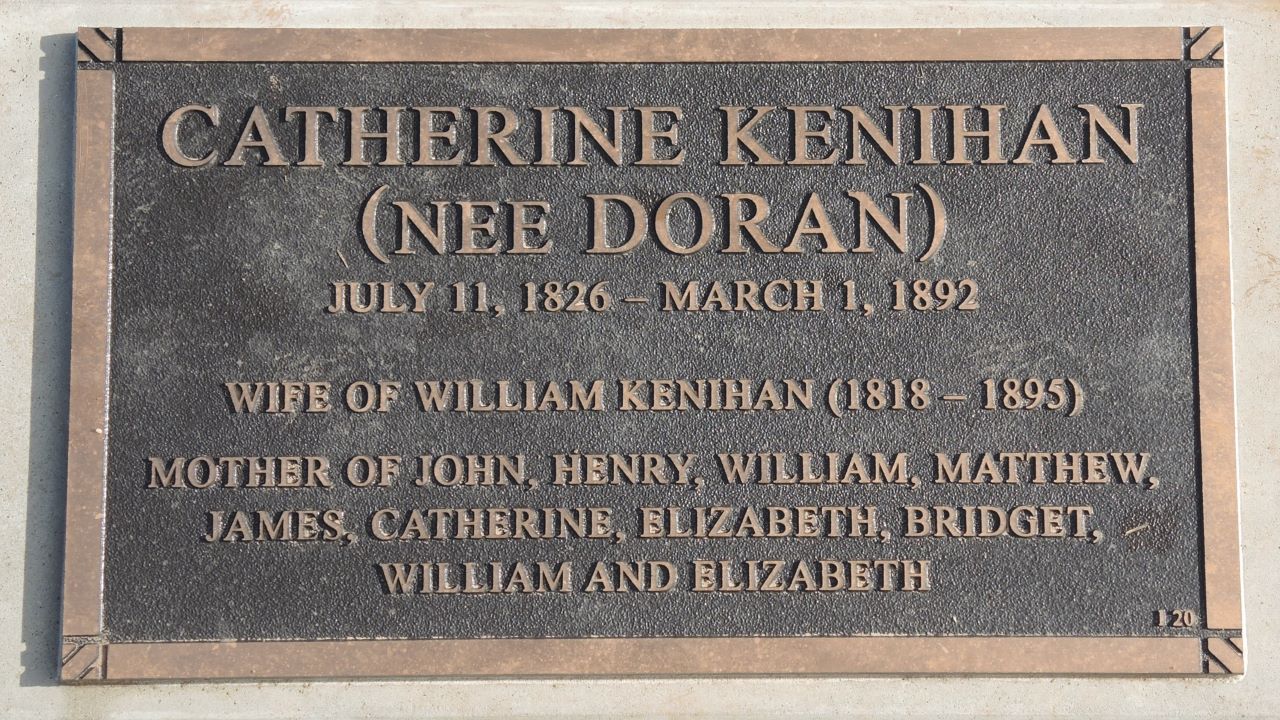 CATHERINE KENIHAN
(NEE DORAN)
JULY 11, 1826 – MARCH 1, 1892
WIFE OF WILLIAM KENIHAN (1818 – 1895)
MOTHER OF JOHN, HENRY, WILLIAM, MATTHEW,
JAMES, CATHERINE, ELIZABETH, BRIDGET,
WILLIAM AND ELIZABETH